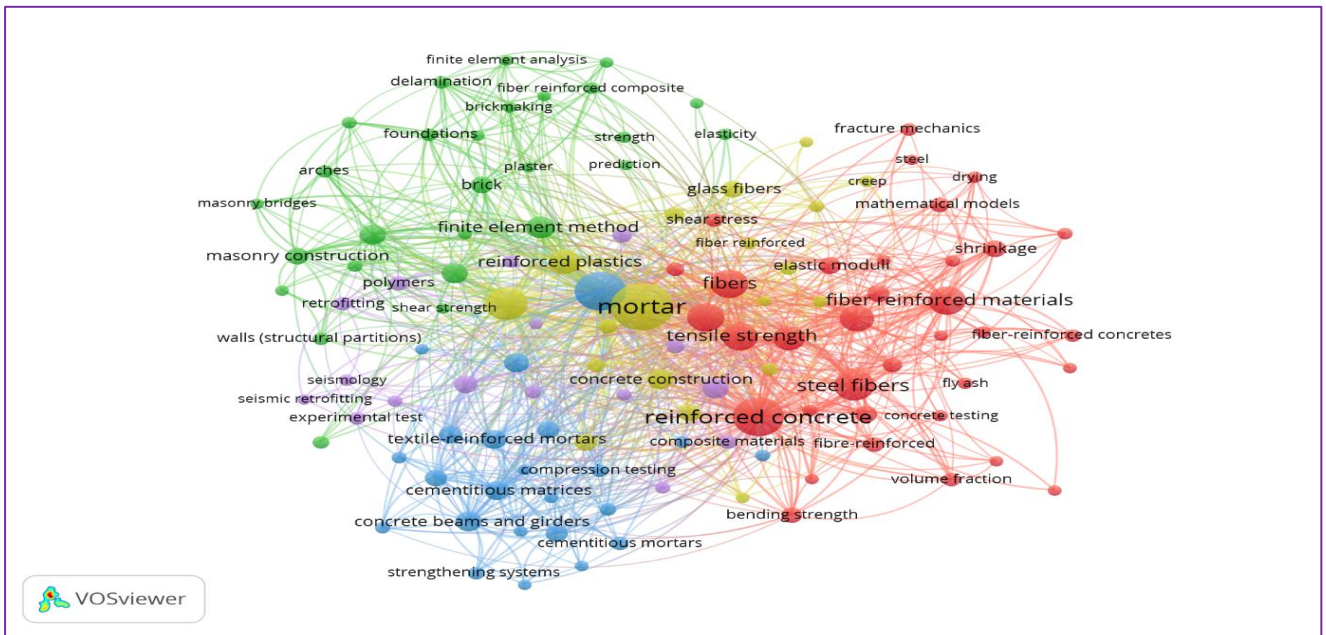 finite element analysis
delamination
fiber reinforced composite
brickmaking
fracture mechanics
foundations
strength
elasticity
steel
plaster
prediction
arches
creep
drying
brick
glass fibers
masonry bridges
mathematical models
shear stress
finite element method
fiber reinforced
shrinkage
masonry construction
reinforced plastics
elastic moduli
polymers
fibers
retrofitting
shear strength
mortar
fiber reinforced materials
walls (structural partitions)
tensile strength
fiber-reinforced concretes
seismology
concrete construction
steel fibers
fly ash
seismic retrofitting
experimental test
reinforced concrete
concrete testing
textile-reinforced mortars
composite materials
fibre-reinforced
compression testing
volume fraction
cementitious matrices
concrete beams and girders
bending strength
cementitious mortars
strengthening systems
VOSviewer